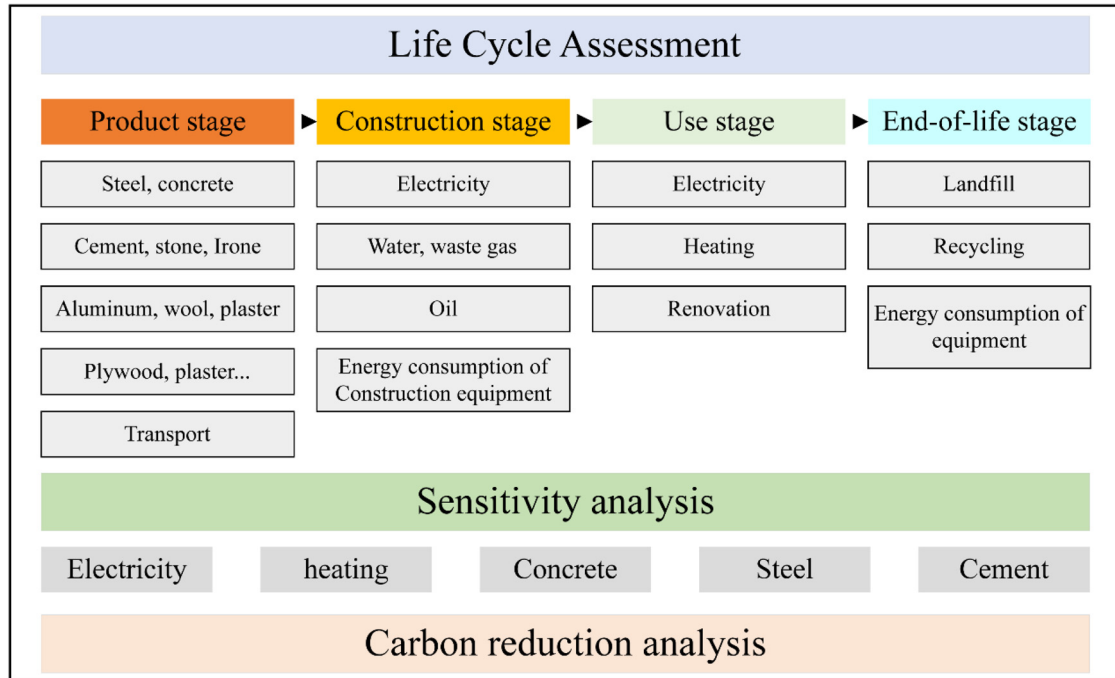 Life Cycle Assessment
Product stage
Construction stage
Use stage
End-of-life stage
Steel, concrete
Electricity
Electricity
Landfill
Cement, stone, Irone
Water, waste gas
Heating
Recycling
Aluminum, wool, plaster
Oil
Renovation
Energy consumption of
equipment
Plywood, plaster...
Energy consumption of
Construction equipment
Transport
Sensitivity analysis
Electricity
heating
Concrete
Steel
Cement
Carbon reduction analysis